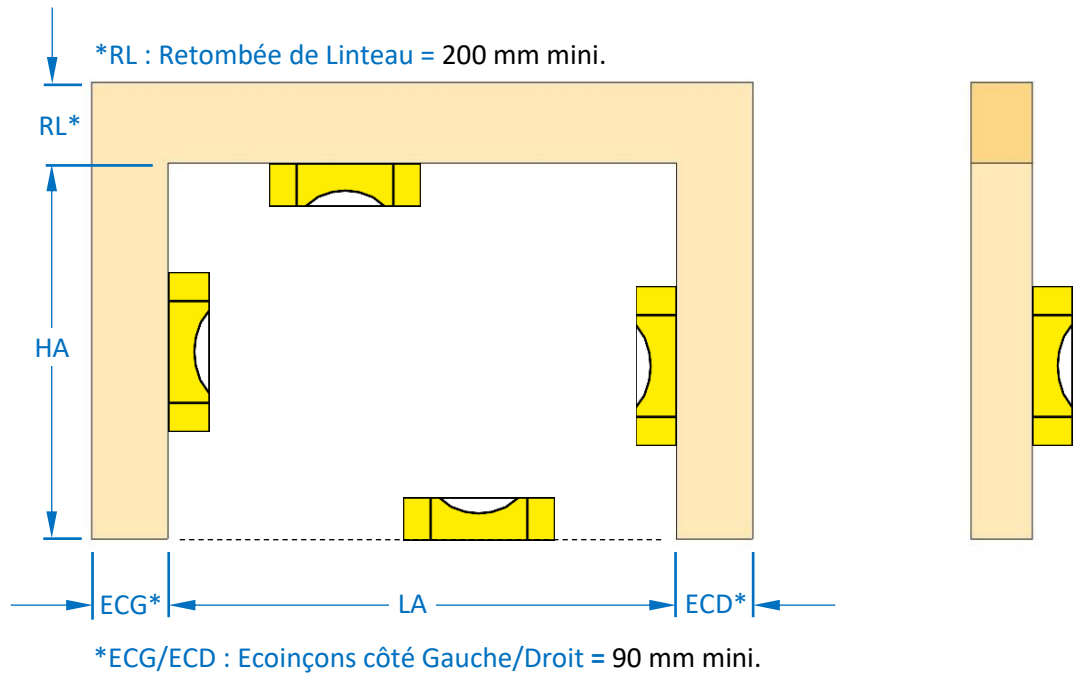 *RL : Retombée de Linteau = 200 mm mini.
RL*
HA
ECG*
LA
ECD*
*ECG/ECD : Ecoinçons côté Gauche/Droit = 90 mm mini.